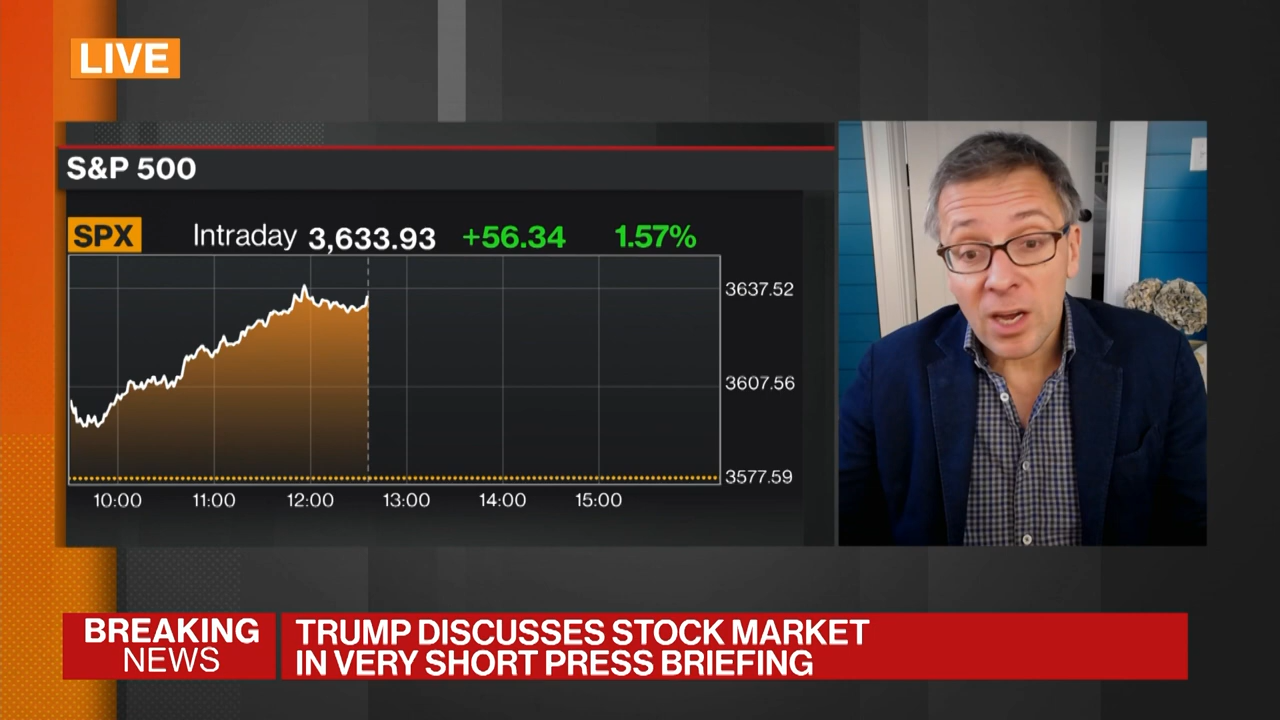 LIVE
S&P 500
SPX Intraday 3,633.93 +56.34 1.57%
3637.52
3607.56
3577.59
10:00 11:00 12:00 13:00 14:00 15:00
BREAKING
NEWS
TRUMP DISCUSSES STOCK MARKET
IN VERY SHORT PRESS BRIEFING